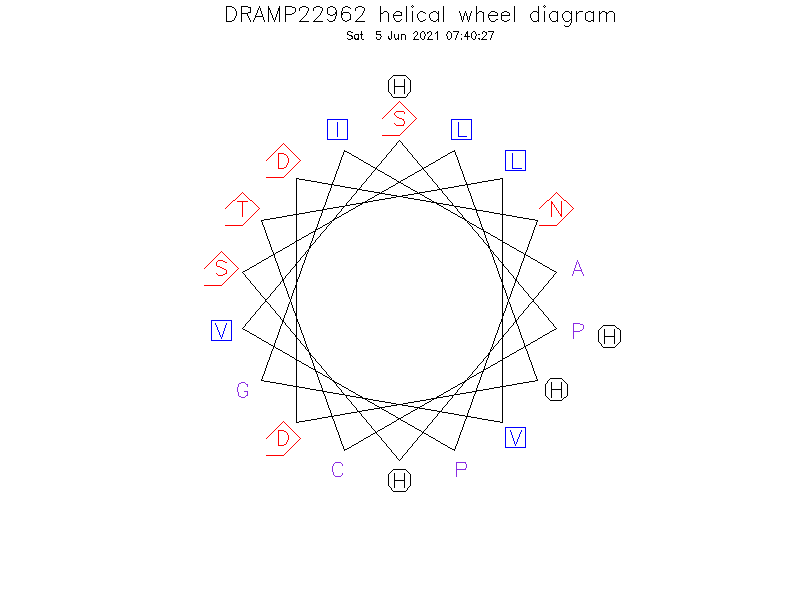 DRAMP22962 helical wheel diagram
Sat 5 Jun 2021 07:40:27
H
I S L
D L
T N
S A
V P H
G H
D V
C H P